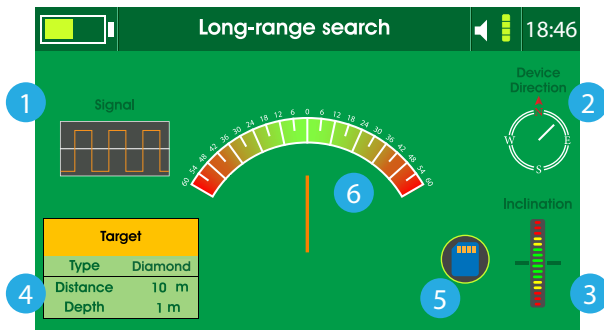 Long-range search
18:46
1
Signal
Device
Direction
2
N
W
E
S
60 54 48 42 36 30 24 18 12 6 0 6 12 18 24 30 36 42 48 54 60
6
Inclination
Target
Type Diamond
Distance 10 m
Depth 1 m
4
5
3